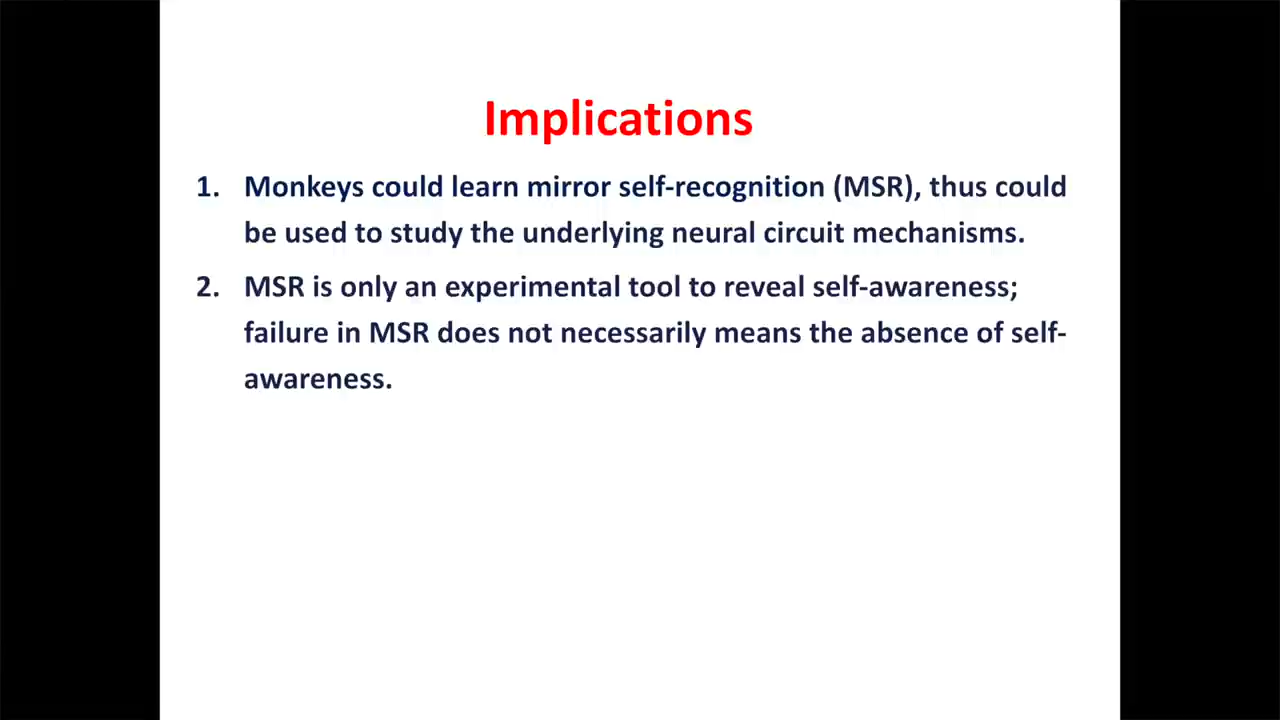 Implications
1. Monkeys could learn mirror self-recognition (MSR), thus could
be used to study the underlying neural circuit mechanisms.
2. MSR is only an experimental tool to reveal self-awareness;
failure in MSR does not necessarily means the absence of self-
awareness.